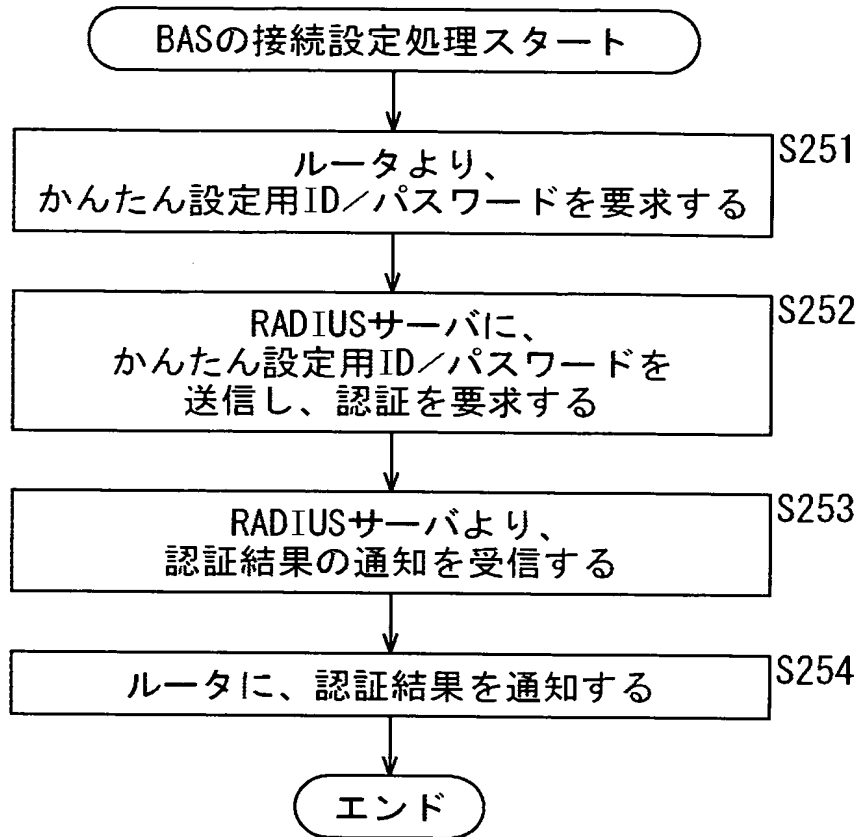 BASの接続設定処理スタート
S251
ルータより、
かんたん設定用ID／パスワードを要求する
S252
RADIUSサーバに、
かんたん設定用ID／パスワードを
送信し、認証を要求する
S253
RADIUSサーバより、
認証結果の通知を受信する
S254
ルータに、認証結果を通知する
エンド